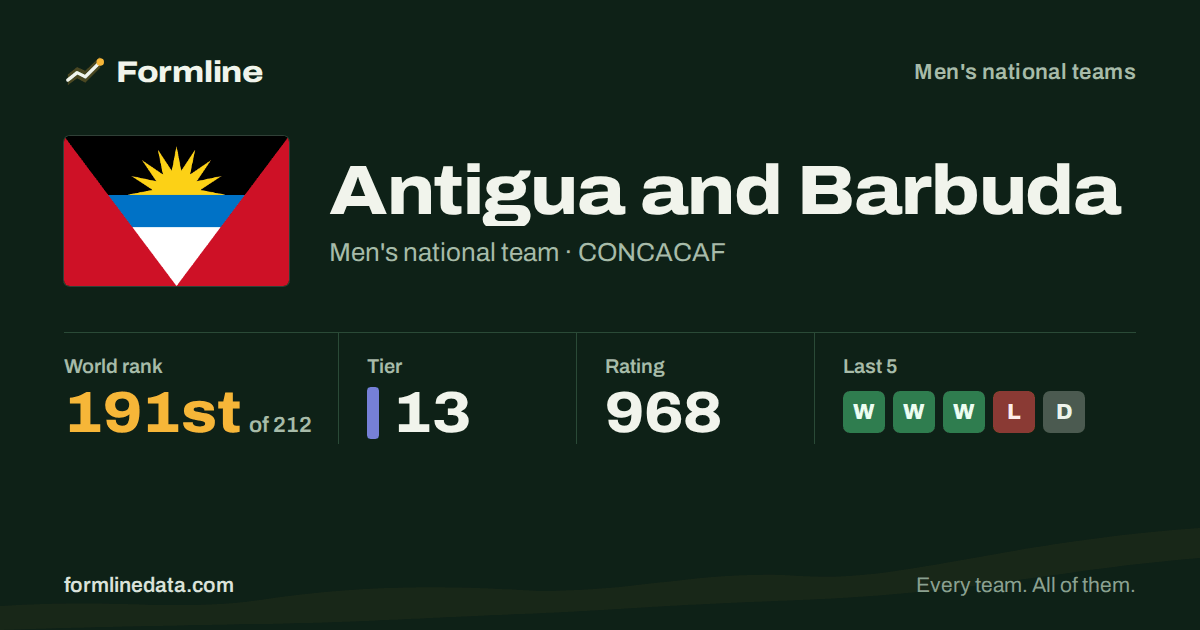 Formline
Men's national teams
Antigua and Barbuda
Men's national team · CONCACAF
World rank
191st of 212
Tier
13
Rating
968
Last 5
W W W L D
formlinedata.com
Every team. All of them.